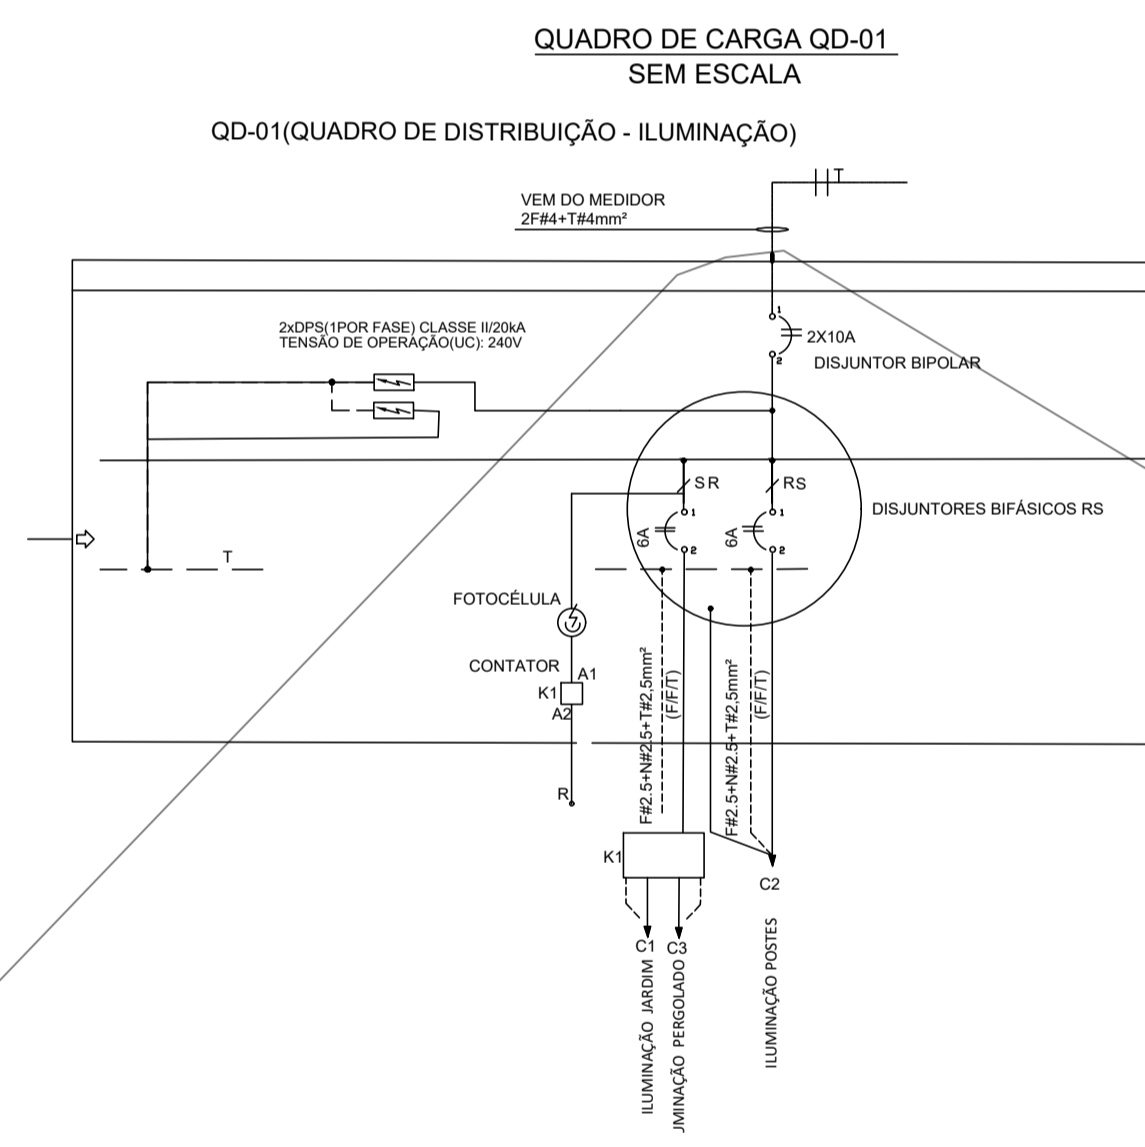 QUADRO DE CARGA QD-01
SEM ESCALA
QD-01(QUADRO DE DISTRIBUIÇÃO - ILUMINAÇÃO)
T
VEM DO MEDIDOR
2F#4+T#4mm²
1
2X10A
2
DISJUNTOR BIPOLAR
2xDPS(1POR FASE) CLASSE II/20kA
TENSÃO DE OPERAÇÃO(UC): 240V
SR
RS
DISJUNTORES BIFÁSICOS RS
1
1
6A
6A
2
2
T
FOTOCÉLULA
CONTATOR
A1
K1
A2
R
F#2.5+N#2.5+T#2,5mm²
(F/F/T)
F#2.5+N#2.5+T#2,5mm²
(F/F/T)
K1
C2
C1
C3
ILUMINAÇÃO JARDIM
UMINAÇÃO PERGOLADO
ILUMINAÇÃO POSTES